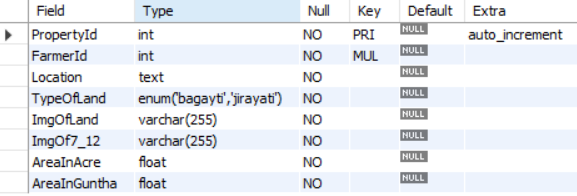 Field Type Null Key Default Extra
PropertyId int NO PRI NULL auto_increment
FarmerId int NO MUL NULL
Location text NO NULL
TypeOfLand enum('bagayti','jirayati') NO NULL
ImgOfLand varchar(255) NO NULL
ImgOf7_12 varchar(255) NO NULL
AreaInAcre float NO NULL
AreaInGuntha float NO NULL